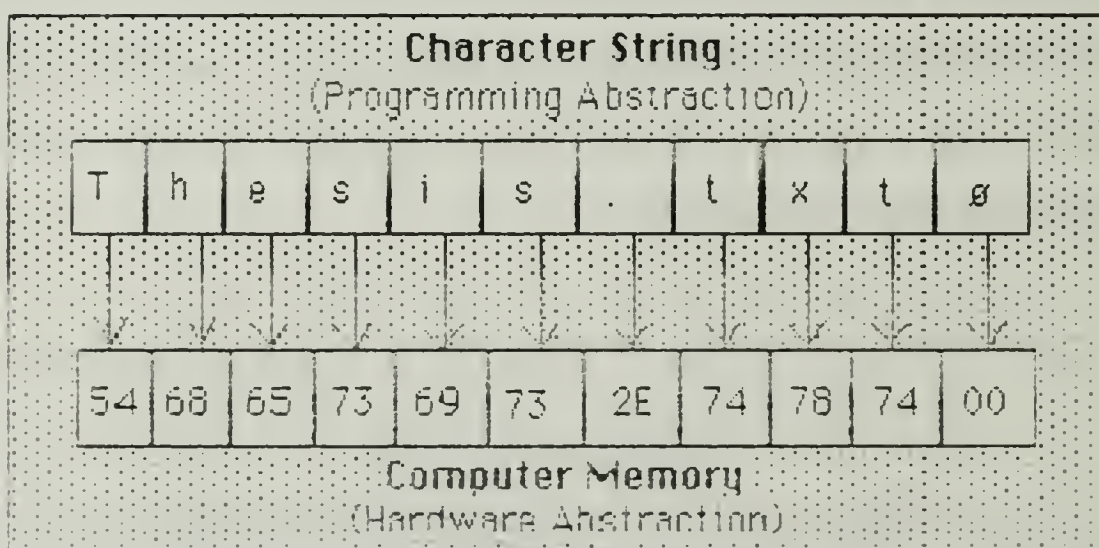 Character String
(Programming Abstraction)
T h e s i s . t x t ø
54 68 65 73 69 73 2E 74 78 74 00
Computer Memory
(Hardware Abstraction)